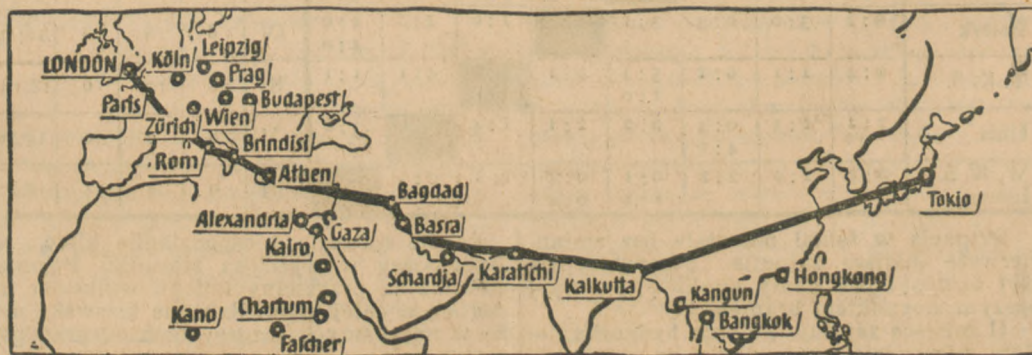 LONDON
Köln
Leipzig
Prag
Paris
Budapest
Zürich
Wien
Brindisi
Rom
Athen
Bagdad
Tokio
Alexandria
Gaza
Basra
Kairo
Schardja
Karatschi
Kalkutta
Hongkong
Kangun
Chartum
Kano
Bangkok
Fascher